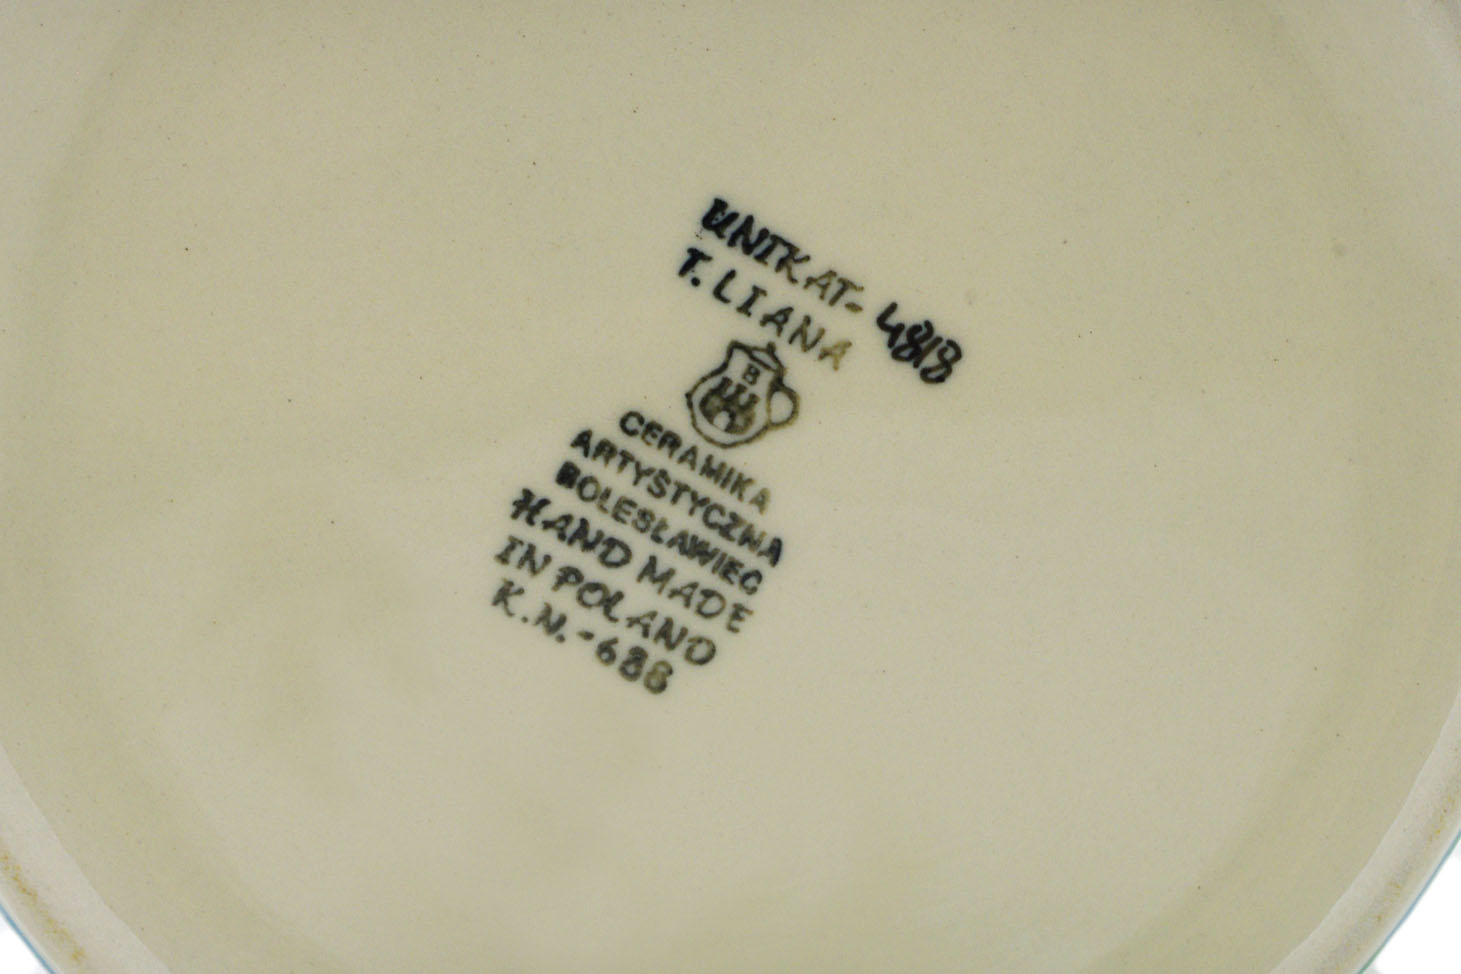 UNIKAT- 4818
T. LIANA
B
CERAMIKA
ARTYSTYCZNA
BOLESŁAWIEC
HAND MADE
IN POLAND
K.N.-688